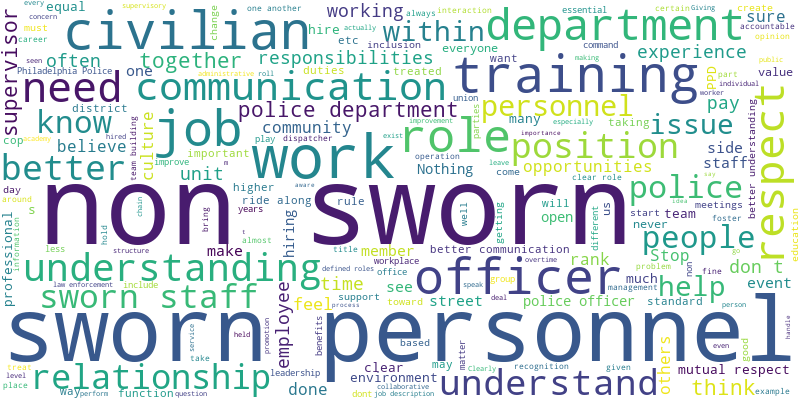 every supervisory concern must career seen Philadelphia Police
civilian
change one another always interaction essential certain Giving create accountable opinion
working
department
supervisor
equal hire actually etc inclusion within everyone duties treated command making want
sure
experience
often together responsibilities
need one
communication
training
administrative roll union
personnel
PPD part individual value worker public
district police department
pay
know
job
role
position
issue
respect
cop academy hired team building culture
community dispatcher parties improvement especially many taking
side
staff
better understanding
believe
better
improve important m play exist operation importance leave Nothing come opportunities
unit
work
clear role
meetings
idea say
day around
non sworn
police
people
education
s higher ride along years rule aware
well getting will open different us start team never foster
professional information
chain hold bring t almost
hiring
less structure make title workplace member better communication
rank
Stop problem go fine non
don t
understanding
officer
help
law enforcement include defined roles office
time
overtime
see
speak group management
much
event
sworn staff
employee
feel
support process toward
street
deal police officer standard person
sworn personnel
service held promotion benefits
based may matter
clear
recognition given
others
even good mutual respect handle
treat level place
take
relationship
leadership environment collaborative Clearly
understand
think
way perform function question
done
dont job description
example